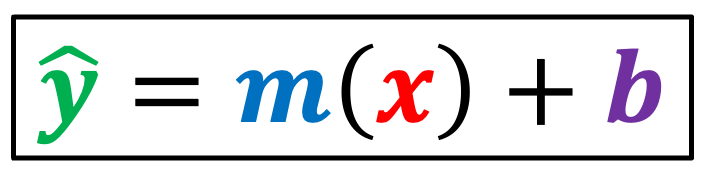 ŷ = m(x) + b